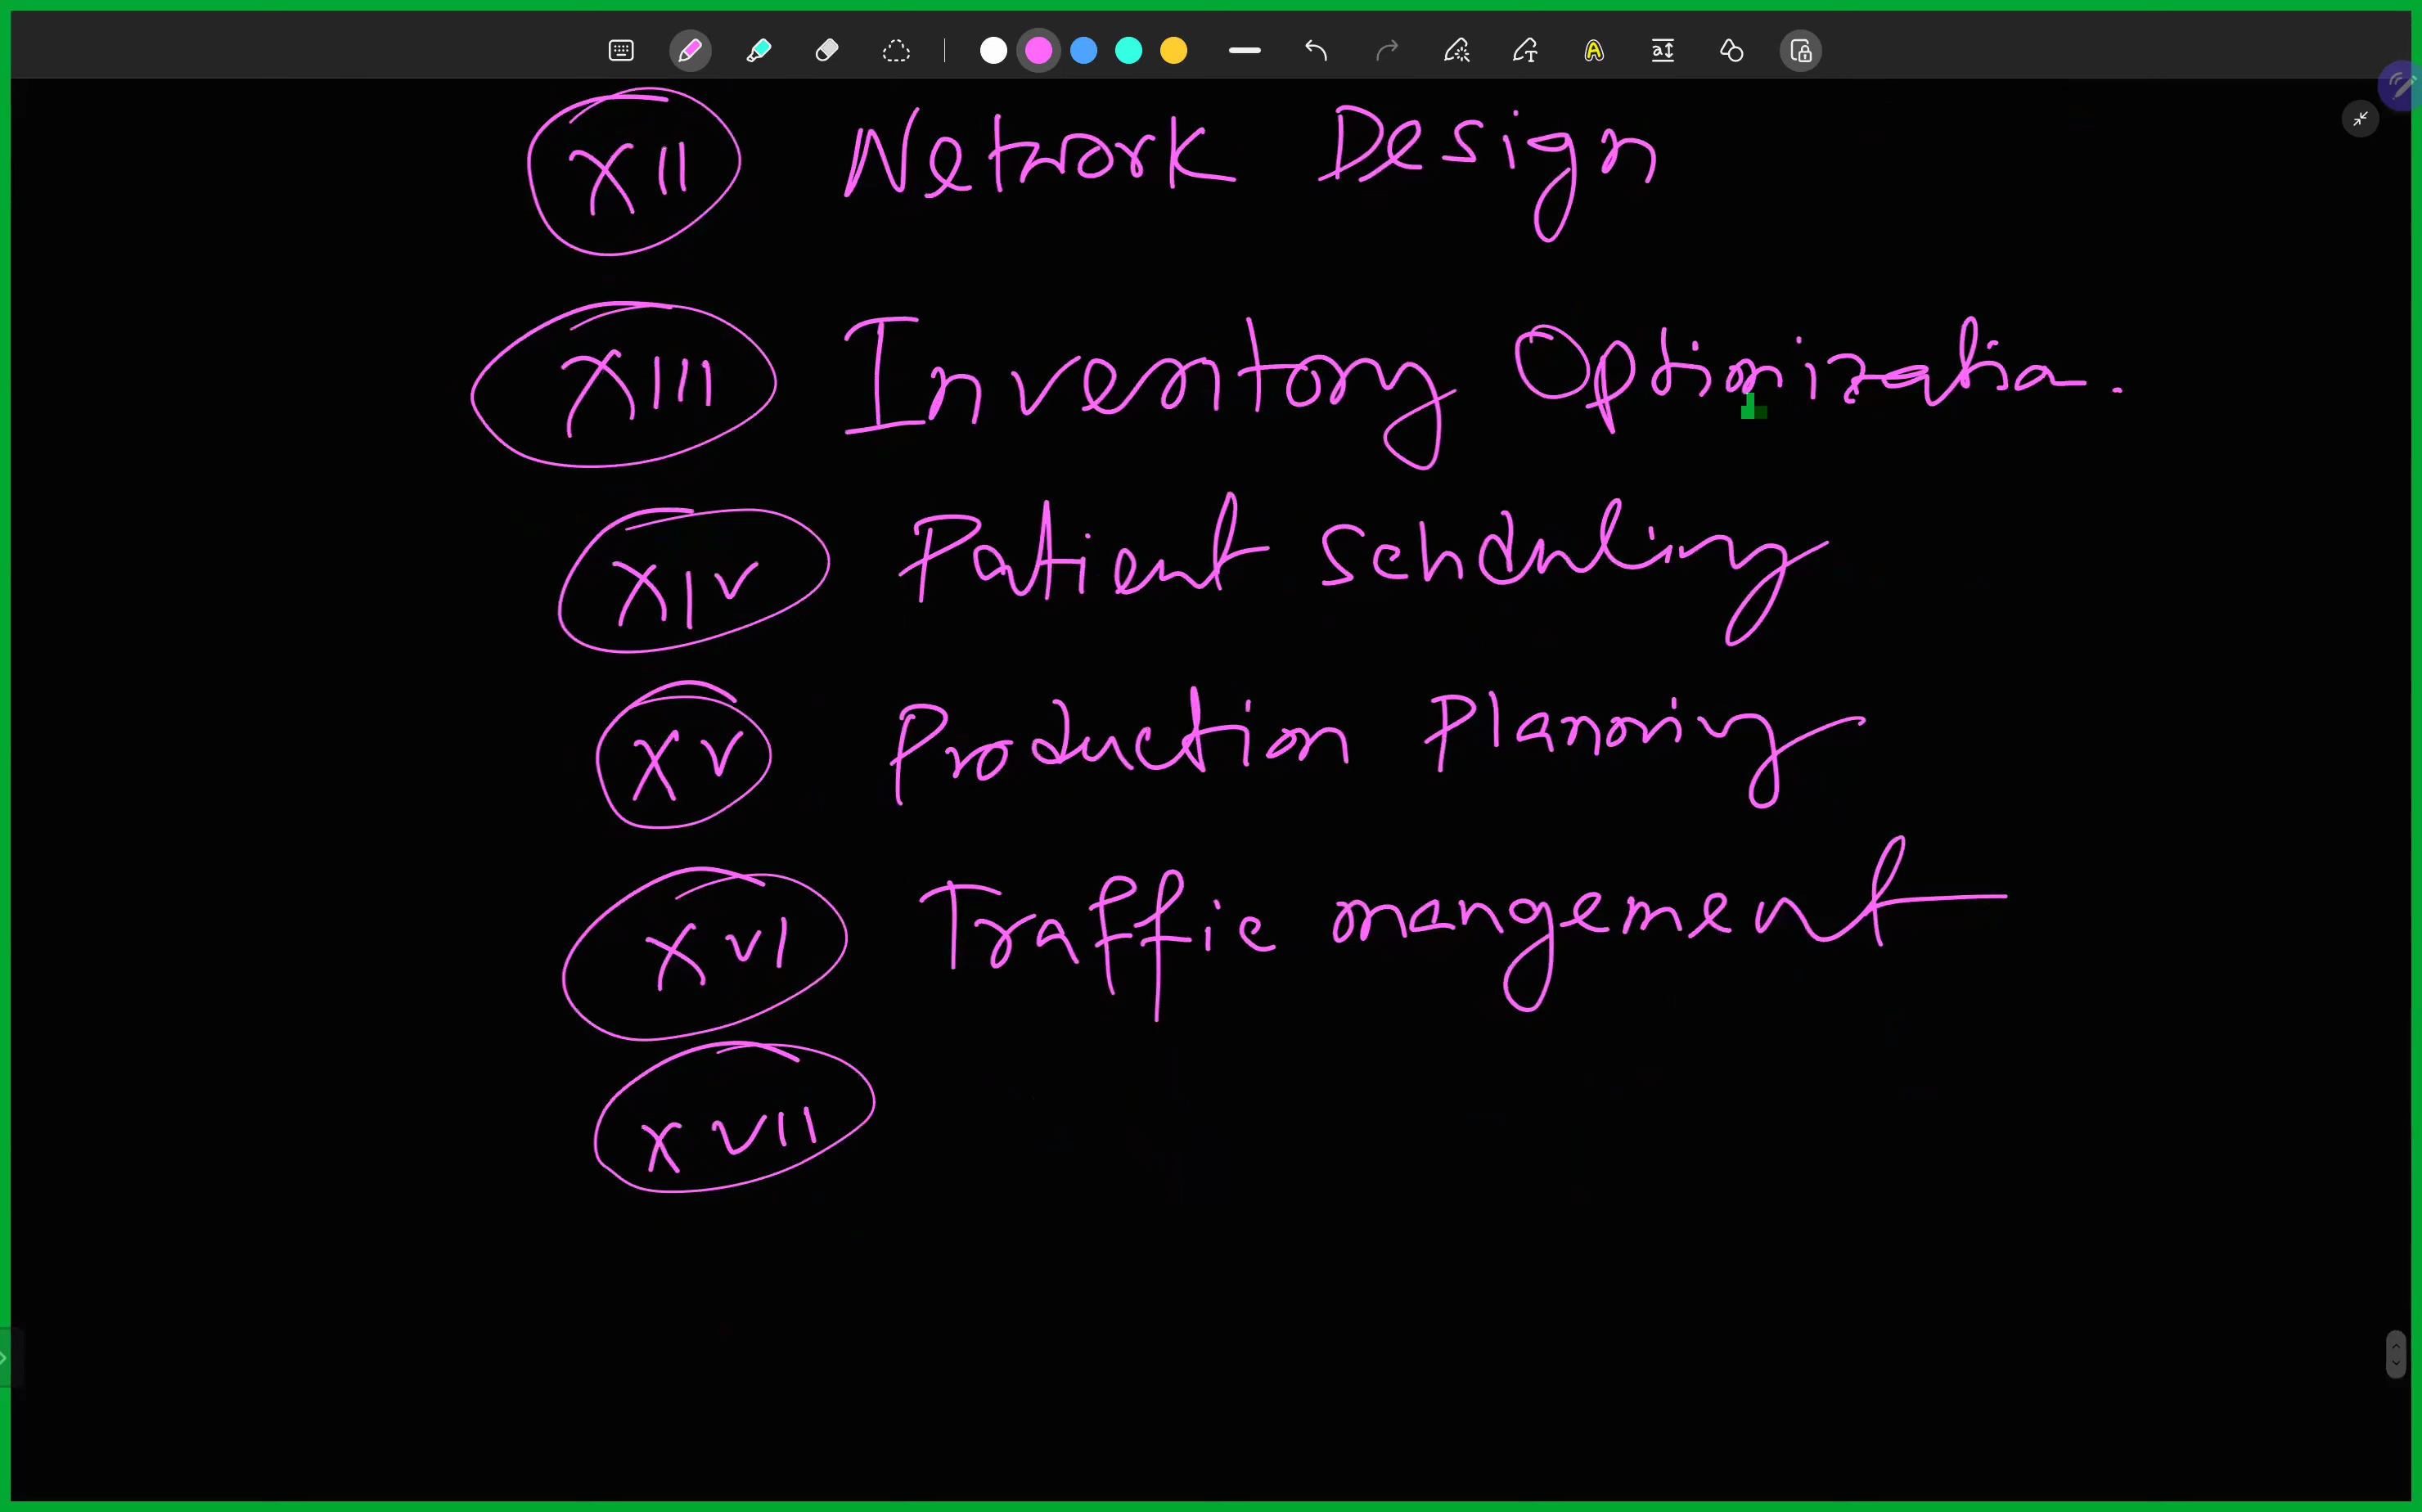 XII Network Design
XIII Inventory Optimization.
XIV Patient Scheduling
XV Production Planning
XVI Traffic mangement
XVII